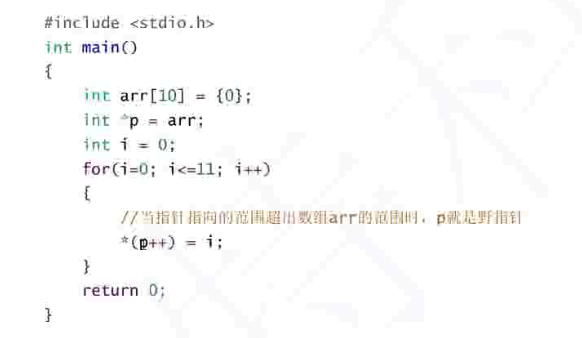 #include <stdio.h>
int main()
{
    int arr[10] = {0};
    int *p = arr;
    int i = 0;
    for(i=0; i<=11; i++)
    {
        //当指针指向的范围超出数组arr的范围时，p就是野指针
        *(p++) = i;
    }
    return 0;
}